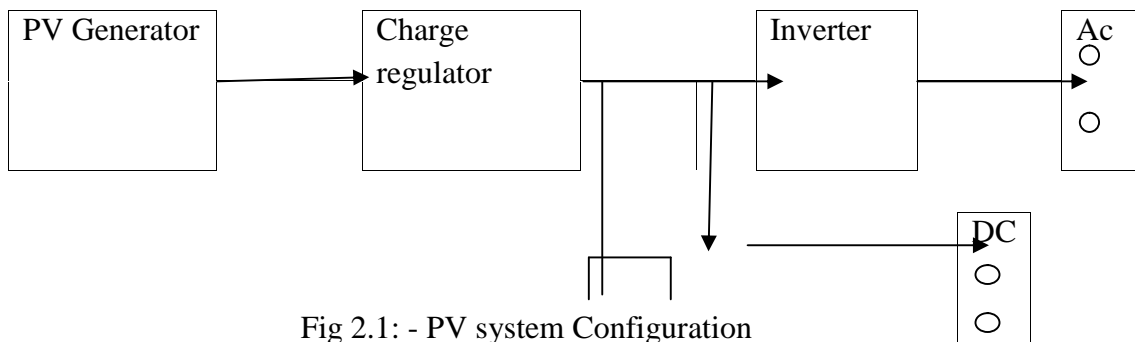 PV Generator
Charge
regulator
Inverter
Ac
DC
Fig 2.1: - PV system Configuration